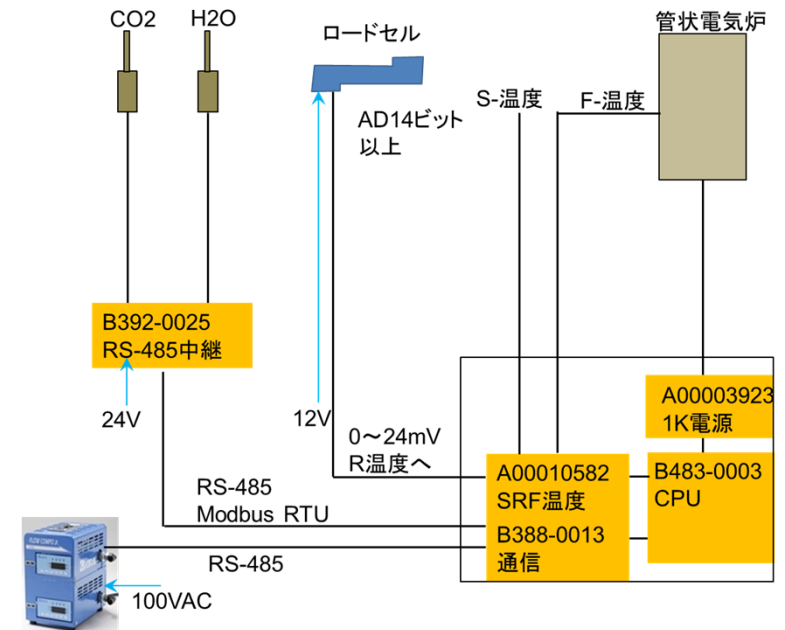 CO2
H2O
ロードセル
管状電気炉
AD14ビット
以上
S-温度
F-温度
B392-0025
RS-485中継
24V
12V
0～24mV
R温度へ
A00003923
1K電源
A00010582
SRF温度
B388-0013
通信
B483-0003
CPU
RS-485
Modbus RTU
RS-485
100VAC